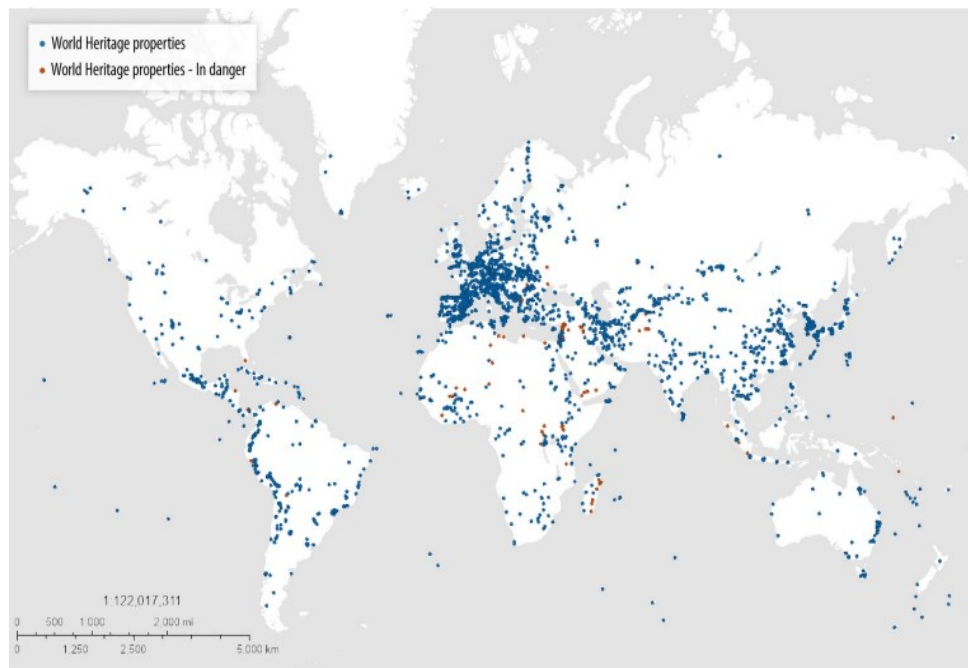 World Heritage properties
World Heritage properties - In danger
1 122,017,311
0 500 1 000 2,000 mi
0 1,250 2,500 5,000 km